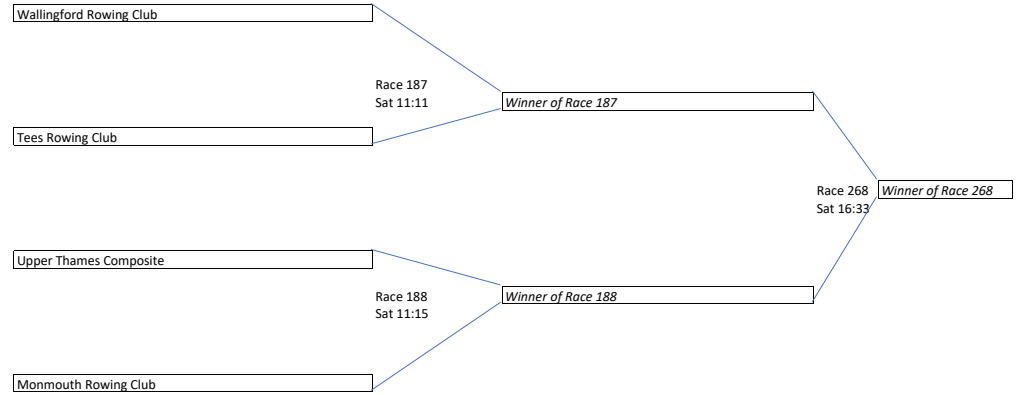 Wallingford Rowing Club
Race 187
Sat 11:11
Winner of Race 187
Tees Rowing Club
Race 268
Sat 16:33
Winner of Race 268
Upper Thames Composite
Race 188
Sat 11:15
Winner of Race 188
Monmouth Rowing Club